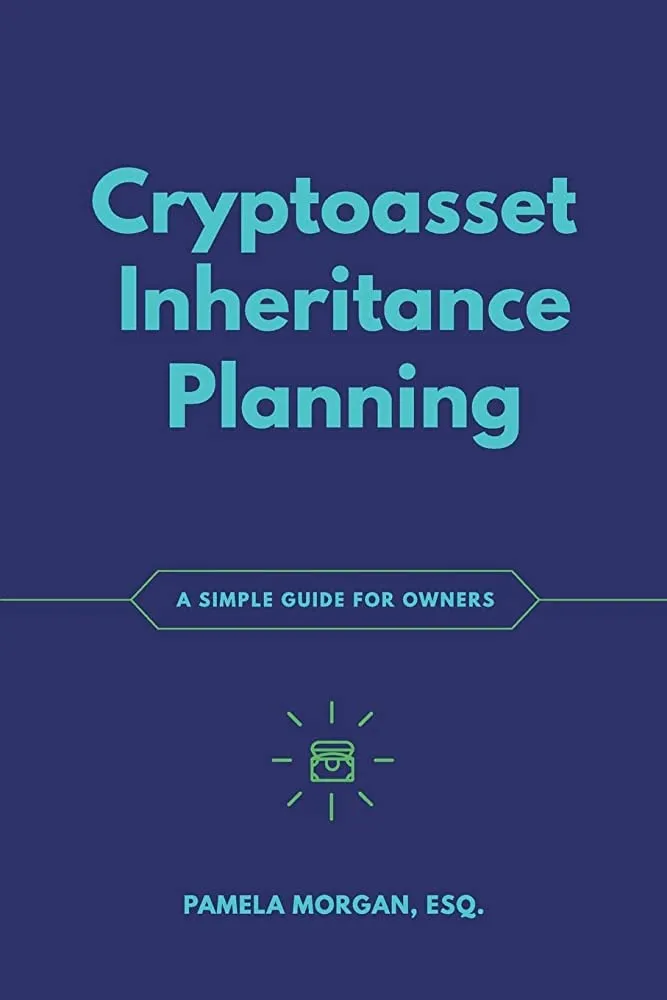 Cryptoasset
Inheritance
Planning
A SIMPLE GUIDE FOR OWNERS
PAMELA MORGAN, ESQ.